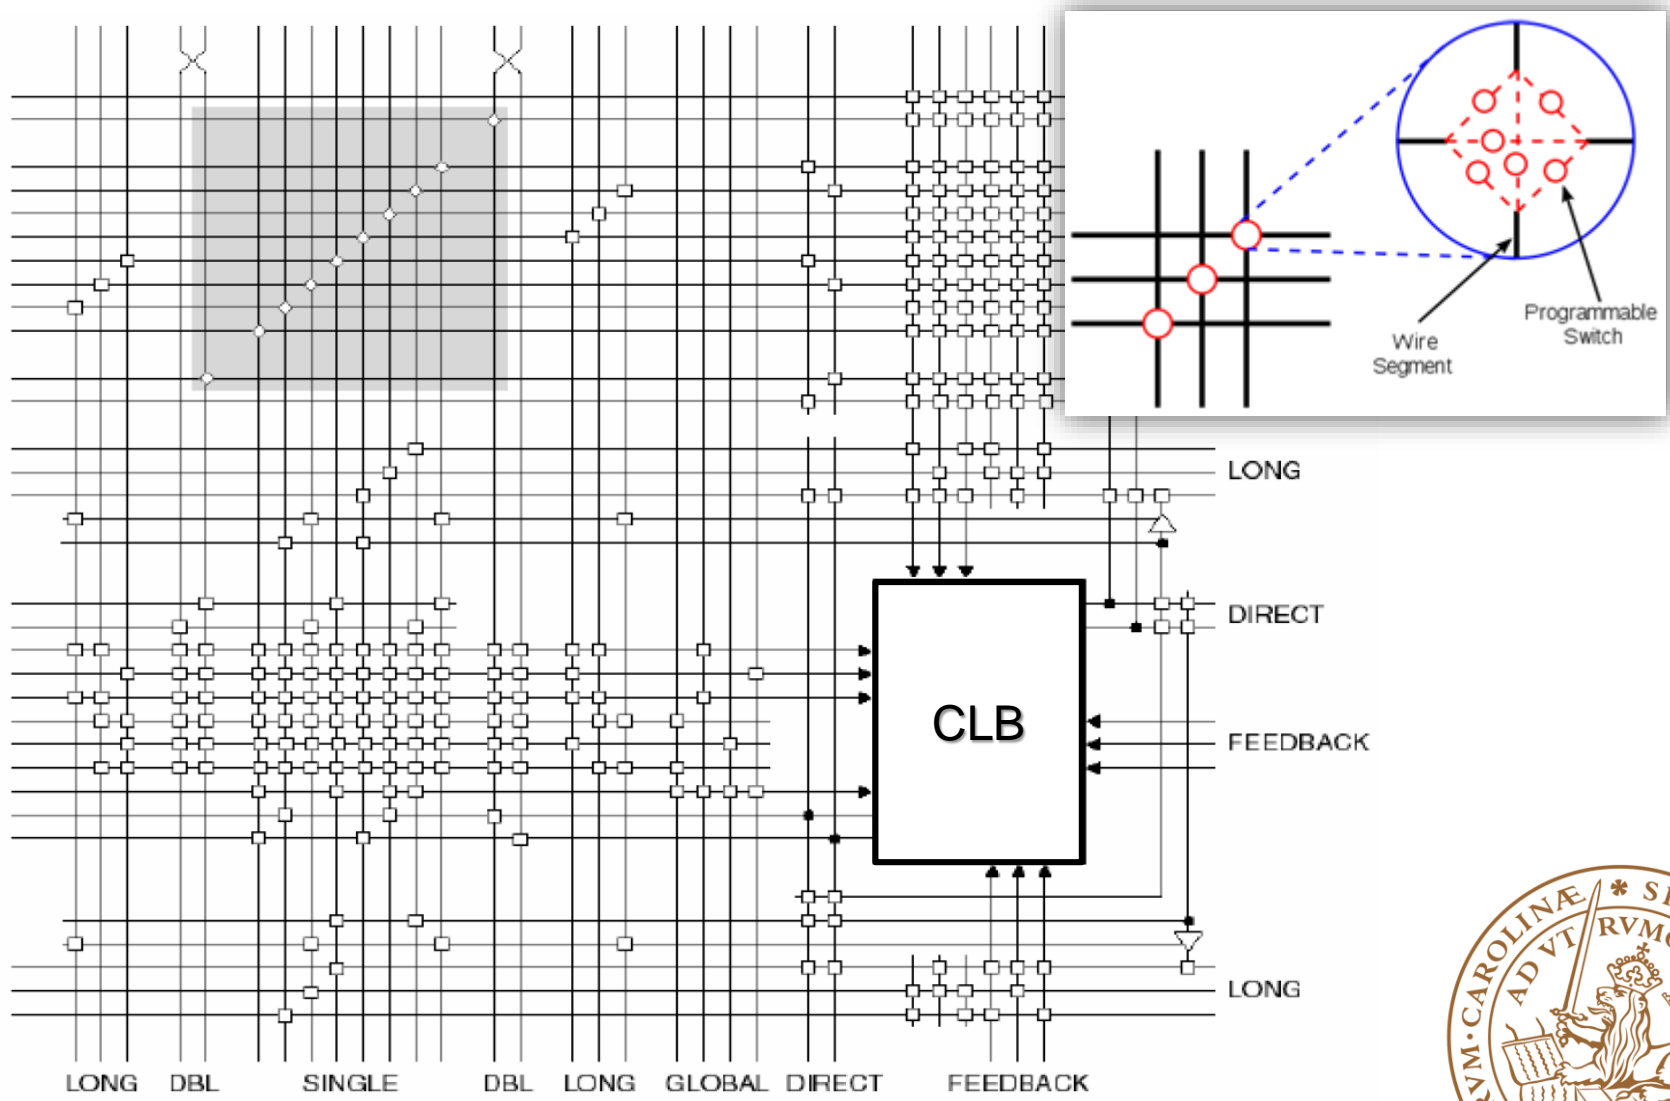 Programmable
Switch
Wire
Segment
LONG
DIRECT
CLB
FEEDBACK
LONG
LONG DBL SINGLE DBL LONG GLOBAL DIRECT FEEDBACK
CAROLINÆ
AD VT RVM